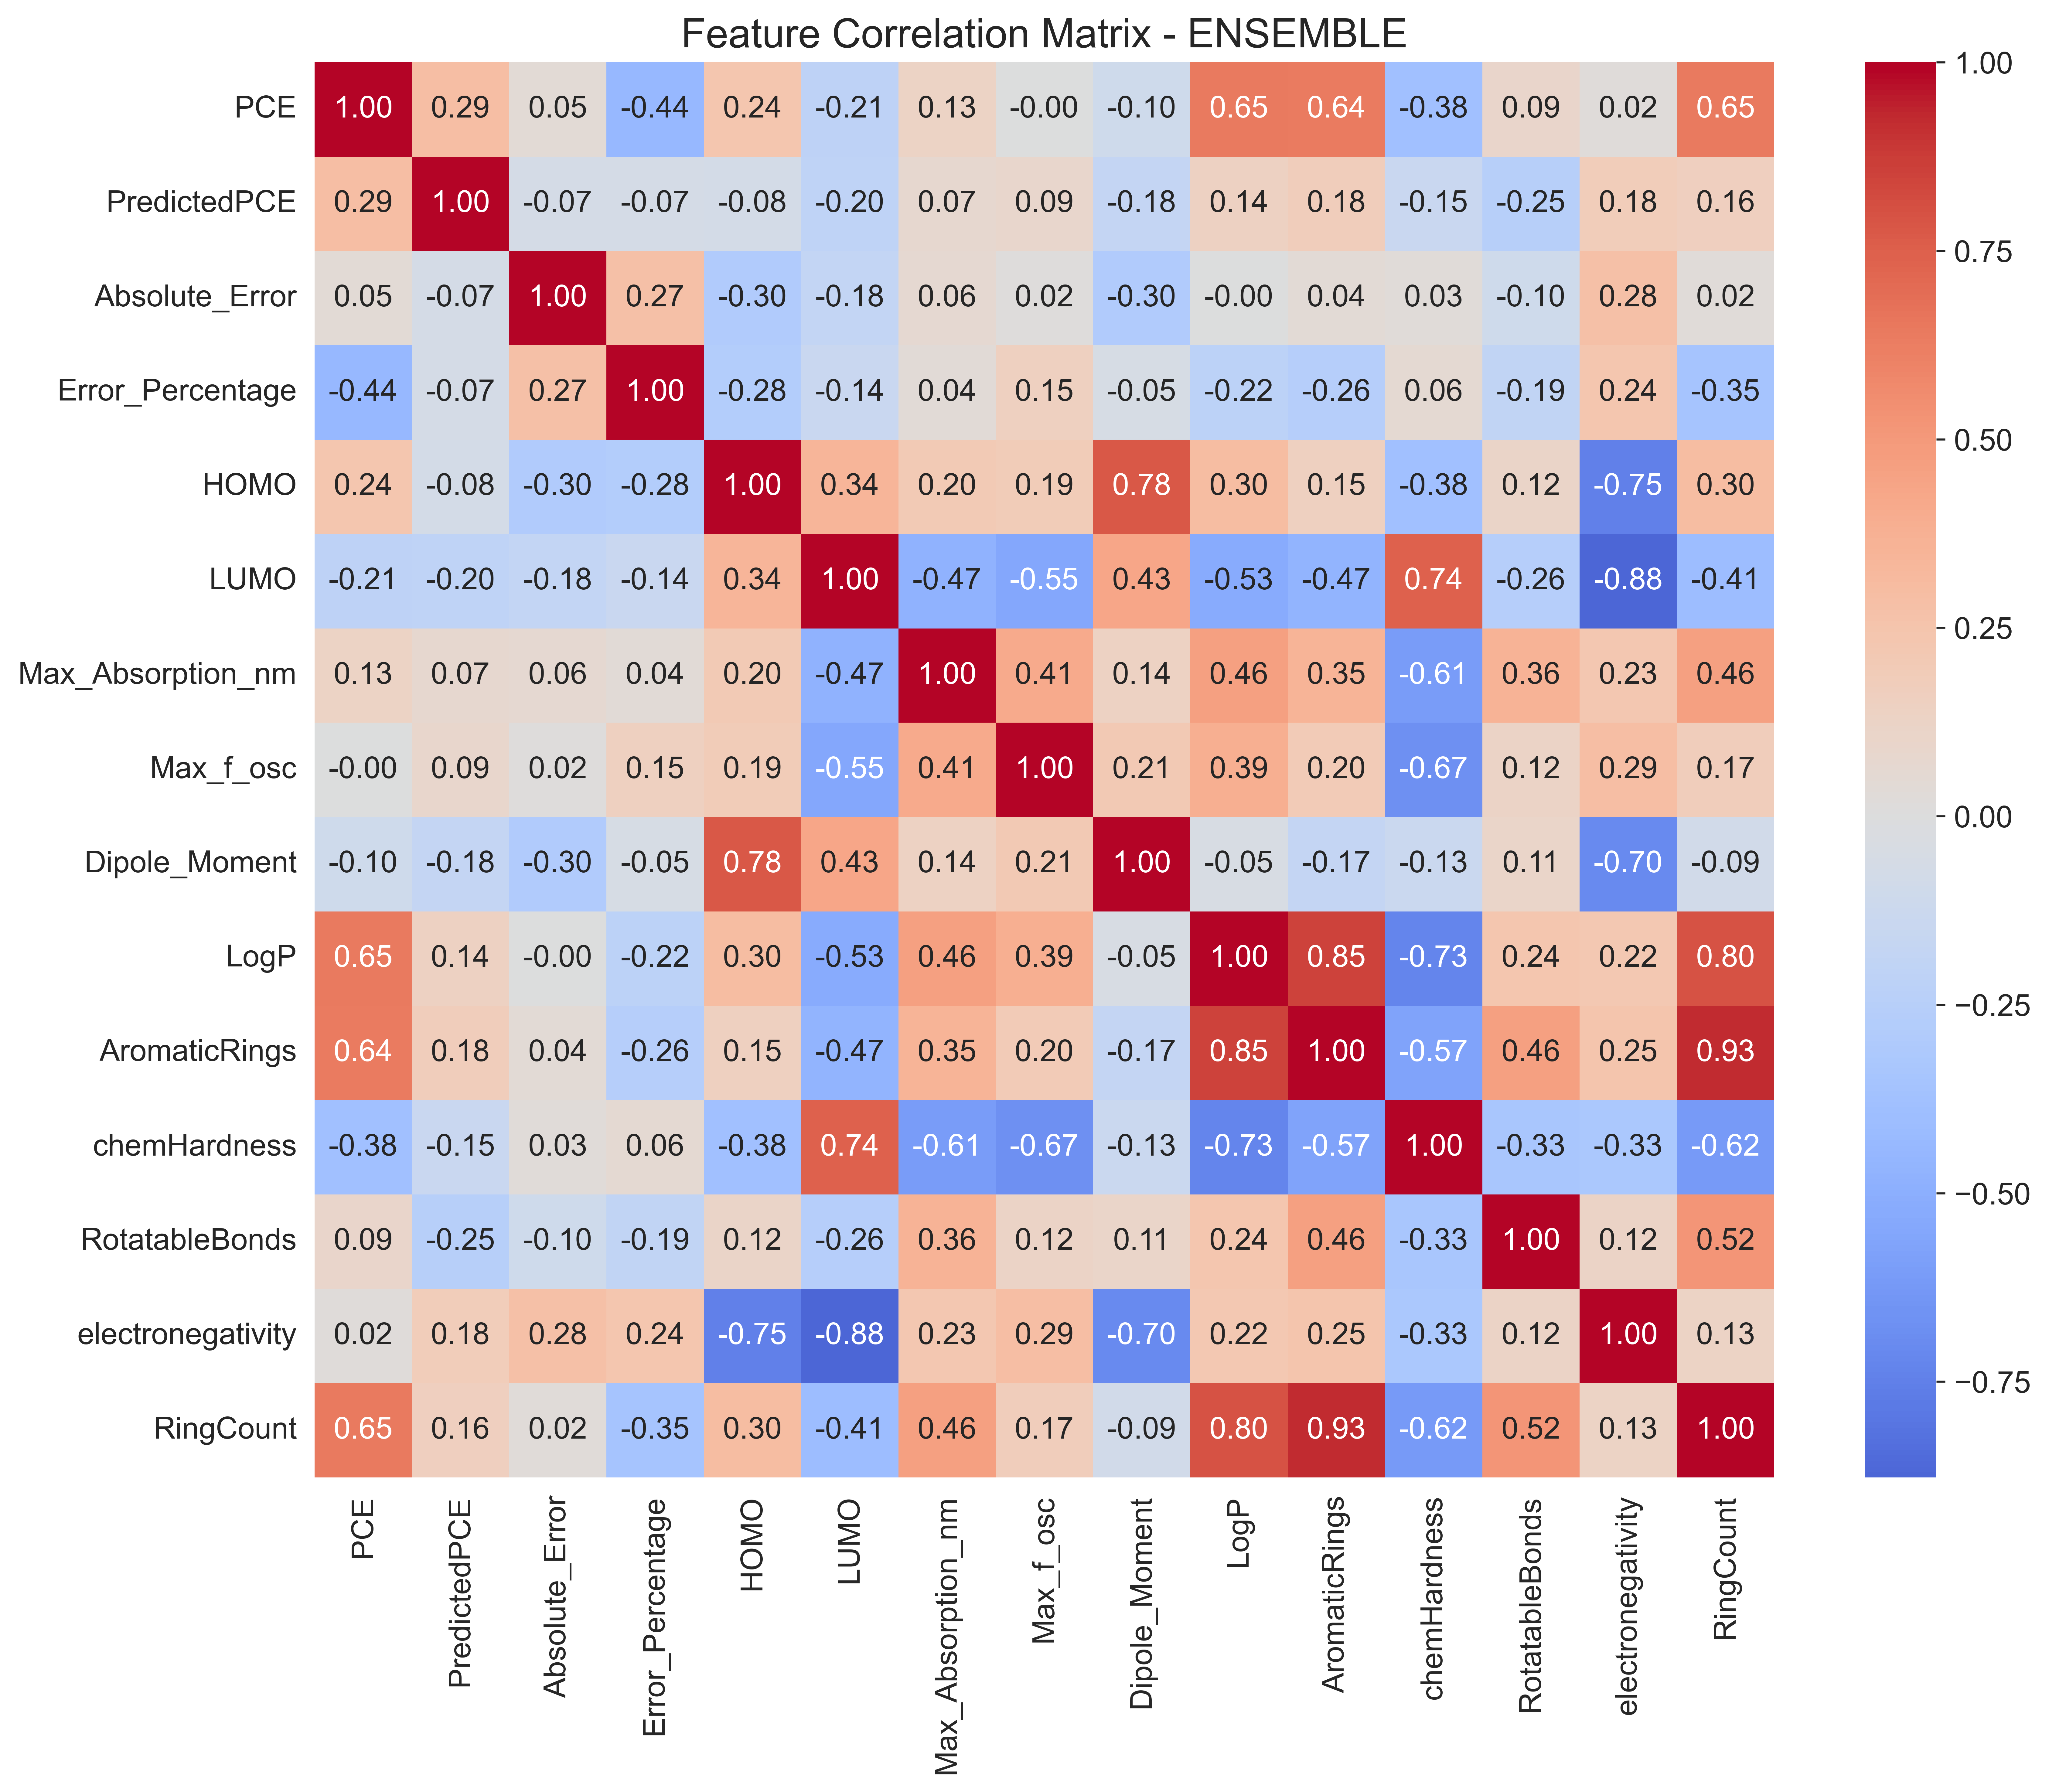 Feature Correlation Matrix - ENSEMBLE
PCE 1.00 0.29 0.05 -0.44 0.24 -0.21 0.13 -0.00 -0.10 0.65 0.64 -0.38 0.09 0.02 0.65
PredictedPCE 0.29 1.00 -0.07 -0.07 -0.08 -0.20 0.07 0.09 -0.18 0.14 0.18 -0.15 -0.25 0.18 0.16
Absolute_Error 0.05 -0.07 1.00 0.27 -0.30 -0.18 0.06 0.02 -0.30 -0.00 0.04 0.03 -0.10 0.28 0.02
Error_Percentage -0.44 -0.07 0.27 1.00 -0.28 -0.14 0.04 0.15 -0.05 -0.22 -0.26 0.06 -0.19 0.24 -0.35
HOMO 0.24 -0.08 -0.30 -0.28 1.00 0.34 0.20 0.19 0.78 0.30 0.15 -0.38 0.12 -0.75 0.30
LUMO -0.21 -0.20 -0.18 -0.14 0.34 1.00 -0.47 -0.55 0.43 -0.53 -0.47 0.74 -0.26 -0.88 -0.41
Max_Absorption_nm 0.13 0.07 0.06 0.04 0.20 -0.47 1.00 0.41 0.14 0.46 0.35 -0.61 0.36 0.23 0.46
Max_f_osc -0.00 0.09 0.02 0.15 0.19 -0.55 0.41 1.00 0.21 0.39 0.20 -0.67 0.12 0.29 0.17
Dipole_Moment -0.10 -0.18 -0.30 -0.05 0.78 0.43 0.14 0.21 1.00 -0.05 -0.17 -0.13 0.11 -0.70 -0.09
LogP 0.65 0.14 -0.00 -0.22 0.30 -0.53 0.46 0.39 -0.05 1.00 0.85 -0.73 0.24 0.22 0.80
AromaticRings 0.64 0.18 0.04 -0.26 0.15 -0.47 0.35 0.20 -0.17 0.85 1.00 -0.57 0.46 0.25 0.93
chemHardness -0.38 -0.15 0.03 0.06 -0.38 0.74 -0.61 -0.67 -0.13 -0.73 -0.57 1.00 -0.33 -0.33 -0.62
RotatableBonds 0.09 -0.25 -0.10 -0.19 0.12 -0.26 0.36 0.12 0.11 0.24 0.46 -0.33 1.00 0.12 0.52
electronegativity 0.02 0.18 0.28 0.24 -0.75 -0.88 0.23 0.29 -0.70 0.22 0.25 -0.33 0.12 1.00 0.13
RingCount 0.65 0.16 0.02 -0.35 0.30 -0.41 0.46 0.17 -0.09 0.80 0.93 -0.62 0.52 0.13 1.00
PCE
PredictedPCE
Absolute_Error
Error_Percentage
HOMO
LUMO
Max_Absorption_nm
Max_f_osc
Dipole_Moment
LogP
AromaticRings
chemHardness
RotatableBonds
electronegativity
RingCount
1.00
0.75
0.50
0.25
0.00
−0.25
−0.50
−0.75